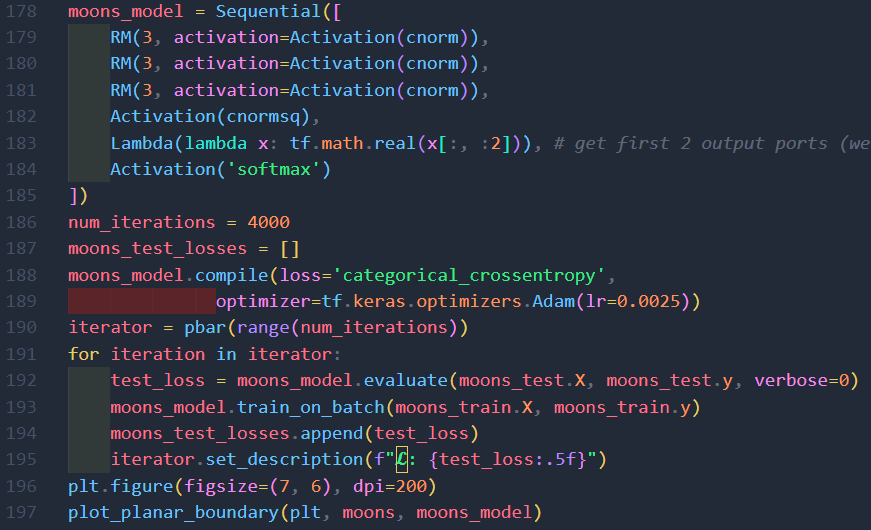 178 moons_model = Sequential([
179     RM(3, activation=Activation(cnorm)),
180     RM(3, activation=Activation(cnorm)),
181     RM(3, activation=Activation(cnorm)),
182     Activation(cnormsq),
183     Lambda(lambda x: tf.math.real(x[:, :2])), # get first 2 output ports (we
184     Activation('softmax')
185 ])
186 num_iterations = 4000
187 moons_test_losses = []
188 moons_model.compile(loss='categorical_crossentropy',
189               optimizer=tf.keras.optimizers.Adam(lr=0.0025))
190 iterator = pbar(range(num_iterations))
191 for iteration in iterator:
192     test_loss = moons_model.evaluate(moons_test.X, moons_test.y, verbose=0)
193     moons_model.train_on_batch(moons_train.X, moons_train.y)
194     moons_test_losses.append(test_loss)
195     iterator.set_description(f"ℒ: {test_loss:.5f}")
196 plt.figure(figsize=(7, 6), dpi=200)
197 plot_planar_boundary(plt, moons, moons_model)